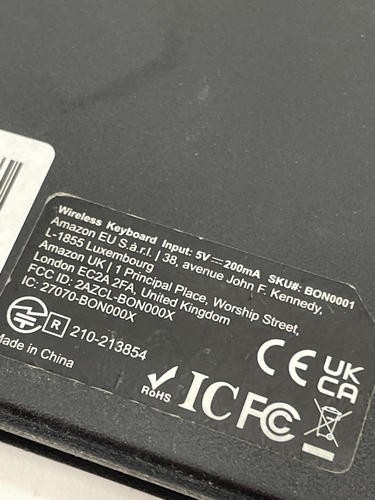 Wireless Keyboard Input: 5V⎓200mA SKU#: BON0001
Amazon EU S.à.r.l. | 38, avenue John F. Kennedy,
L-1855 Luxembourg
Amazon UK | 1 Principal Place, Worship Street,
London EC2A 2FA, United Kingdom
FCC ID: 2AZCL-BON000X
IC: 27070-BON000X
R 210-213854
Made in China
RoHS IC FC CE UKCA